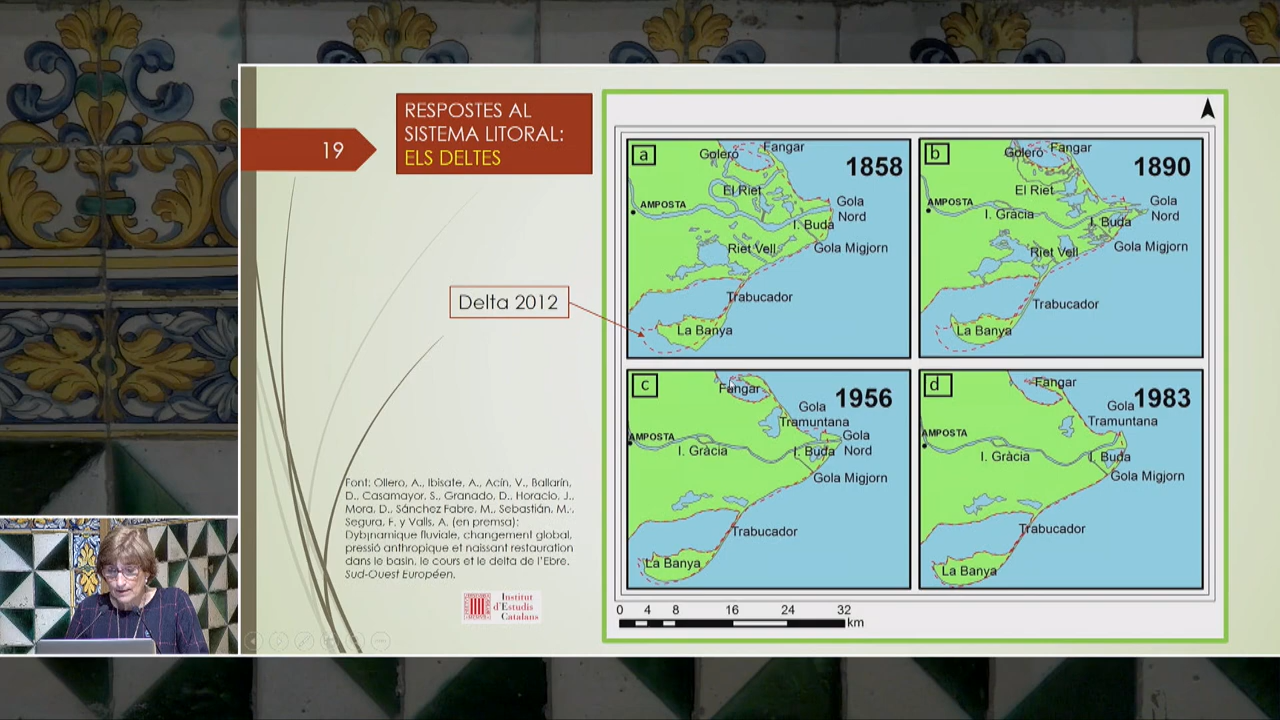 19
RESPOSTES AL
SISTEMA LITORAL:
ELS DELTES
Delta 2012
a
1858
Goleró
Fangar
El Riet
AMPOSTA
Gola
Nord
I. Buda
Riet Vell
Gola Migjorn
Trabucador
La Banya
b
1890
Goleró
Fangar
El Riet
AMPOSTA
I. Gràcia
Gola
Nord
I. Buda
Riet Vell
Gola Migjorn
Trabucador
La Banya
c
1956
Fangar
Gola
Tramuntana
AMPOSTA
Gola
Nord
I. Gràcia
I. Buda
Gola Migjorn
Trabucador
La Banya
d
1983
Fangar
Gola
Tramuntana
AMPOSTA
I. Gràcia
I. Buda
Gola Migjorn
Trabucador
La Banya
0 4 8 16 24 32
km
Font: Ollero, A., Ibisate, A., Acín, V., Ballarín,
D., Casamayor, S., Granado, D., Horacio, J.,
Mora, D., Sánchez Fabre, M., Sebastián, M.,
Segura, F. y Valls, A. (en premsa):
fluviale, changement global,
pressió anthropique et naissant restauration
dans le basin, le cours et le delta de l'Ebre.
Sud-Ouest Européen.
Institut
d'Estudis
Catalans